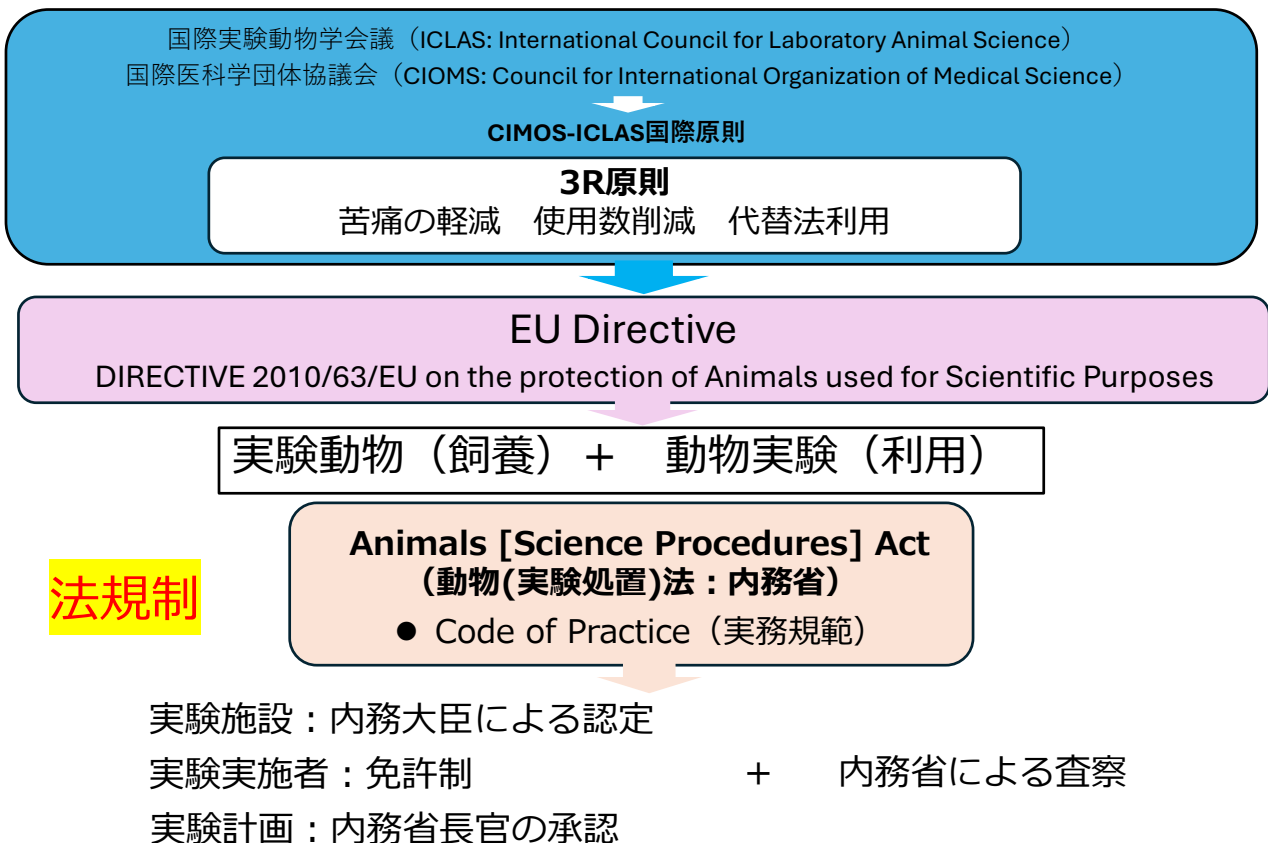 国際実験動物学会議（ICLAS: International Council for Laboratory Animal Science）
国際医科学団体協議会（CIOMS: Council for International Organization of Medical Science）
CIMOS-ICLAS国際原則
3R原則
苦痛の軽減　使用数削減　代替法利用
EU Directive
DIRECTIVE 2010/63/EU on the protection of Animals used for Scientific Purposes
実験動物（飼養）+　動物実験（利用）
Animals [Science Procedures] Act
（動物(実験処置)法：内務省）
● Code of Practice（実務規範）
法規制
実験施設：内務大臣による認定
実験実施者：免許制　+　内務省による査察
実験計画：内務省長官の承認